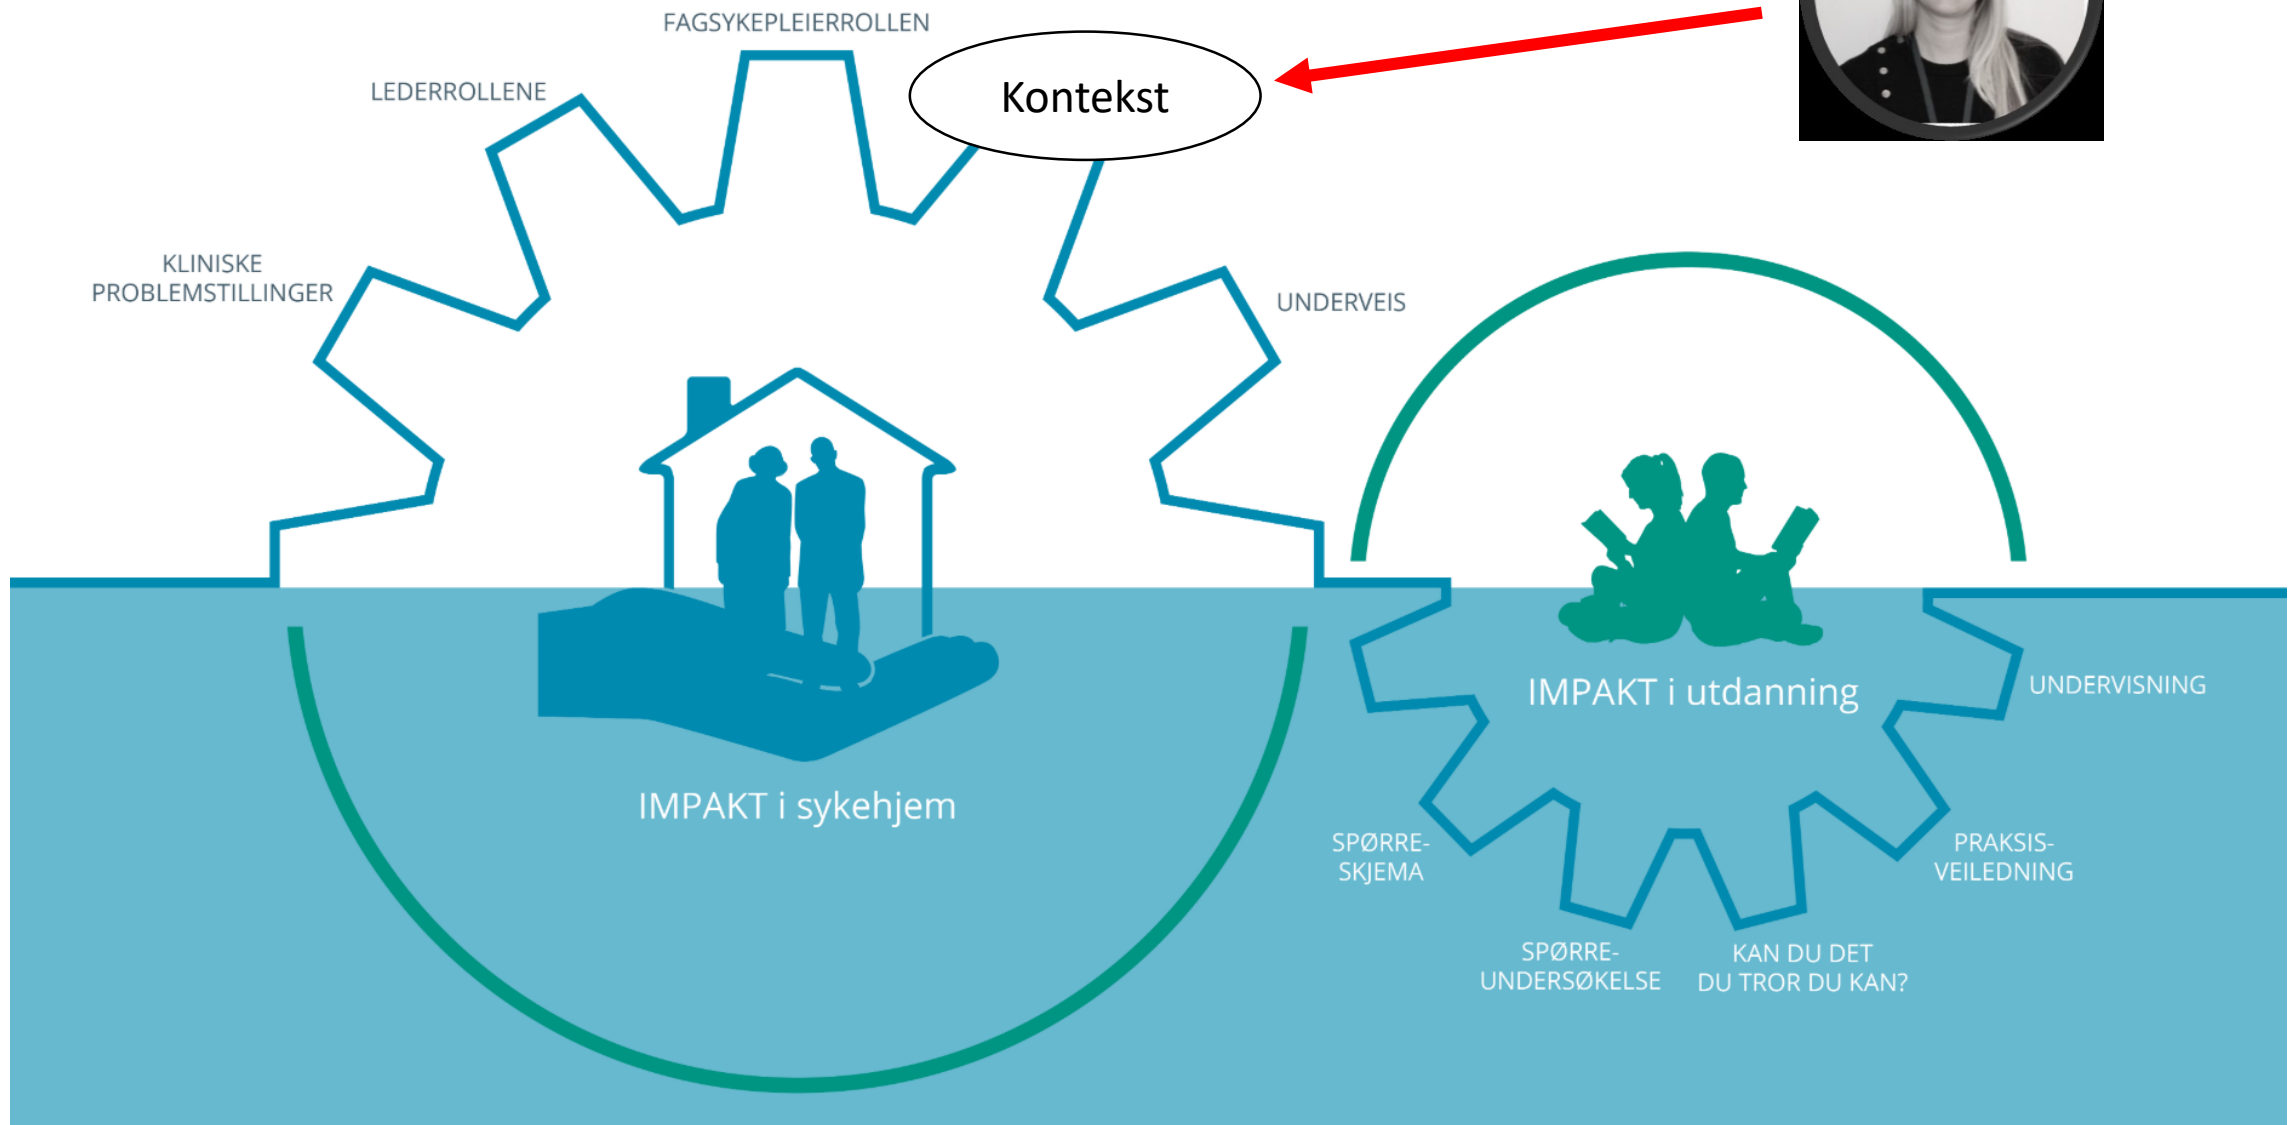 FAGSYKEPLEIERROLLEN
LEDERROLLENE
Kontekst
KLINISKE
PROBLEMSTILLINGER
UNDERVEIS
IMPAKT i sykehjem
IMPAKT i utdanning
UNDERVISNING
SPØRRE-
SKJEMA
PRAKSIS-
VEILEDNING
SPØRRE-
UNDERSØKELSE
KAN DU DET
DU TROR DU KAN?